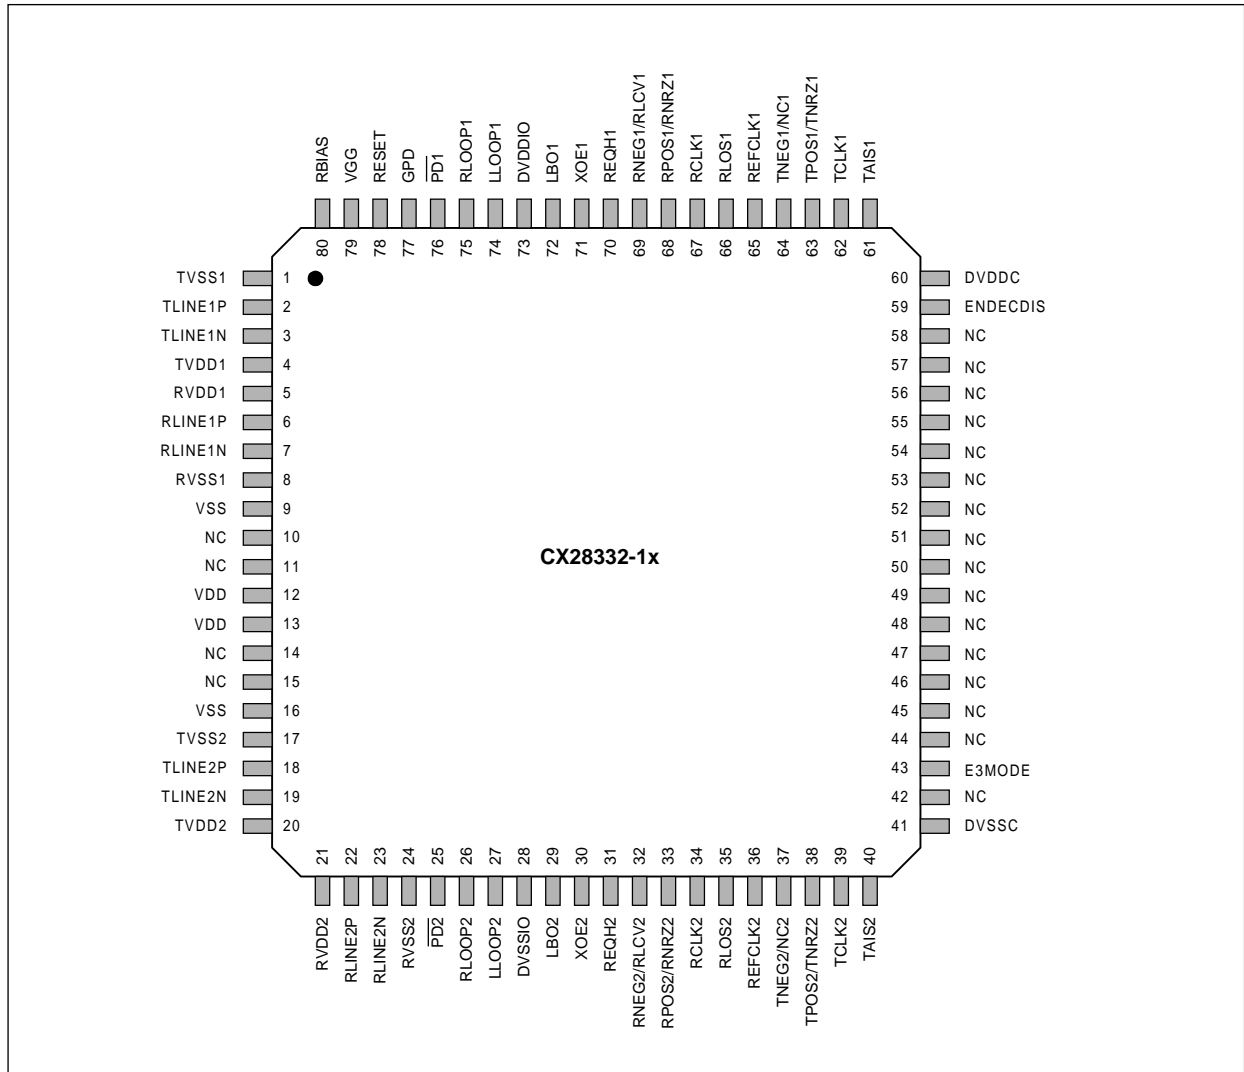 RBIAS
VGG
RESET
GPD
PD1
RLOOP1
LLOOP1
DVDDIO
LBO1
XOE1
REQH1
RNEG1/RLCV1
RPOS1/RNRZ1
RCLK1
RLOS1
REFCLK1
TNEG1/NC1
TPOS1/TNRZ1
TCLK1
TAIS1
80
79
78
77
76
75
74
73
72
71
70
69
68
67
66
65
64
63
62
61
TVSS1 1
TLINE1P 2
TLINE1N 3
TVDD1 4
RVDD1 5
RLINE1P 6
RLINE1N 7
RVSS1 8
VSS 9
NC 10
NC 11
VDD 12
VDD 13
NC 14
NC 15
VSS 16
TVSS2 17
TLINE2P 18
TLINE2N 19
TVDD2 20
CX28332-1x
60 DVDDC
59 ENDECDIS
58 NC
57 NC
56 NC
55 NC
54 NC
53 NC
52 NC
51 NC
50 NC
49 NC
48 NC
47 NC
46 NC
45 NC
44 NC
43 E3MODE
42 NC
41 DVSSC
21
22
23
24
25
26
27
28
29
30
31
32
33
34
35
36
37
38
39
40
RVDD2
RLINE2P
RLINE2N
RVSS2
PD2
RLOOP2
LLOOP2
DVSSIO
LBO2
XOE2
REQH2
RNEG2/RLCV2
RPOS2/RNRZ2
RCLK2
RLOS2
REFCLK2
TNEG2/NC2
TPOS2/TNRZ2
TCLK2
TAIS2